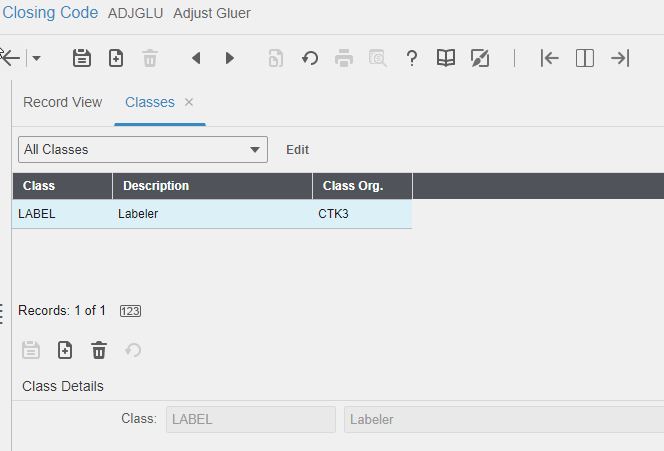 Closing Code ADJGLU Adjust Gluer
?
Record View Classes ×
All Classes Edit
Class Description Class Org.
LABEL Labeler CTK3
Records: 1 of 1 123
Class Details
Class: LABEL Labeler